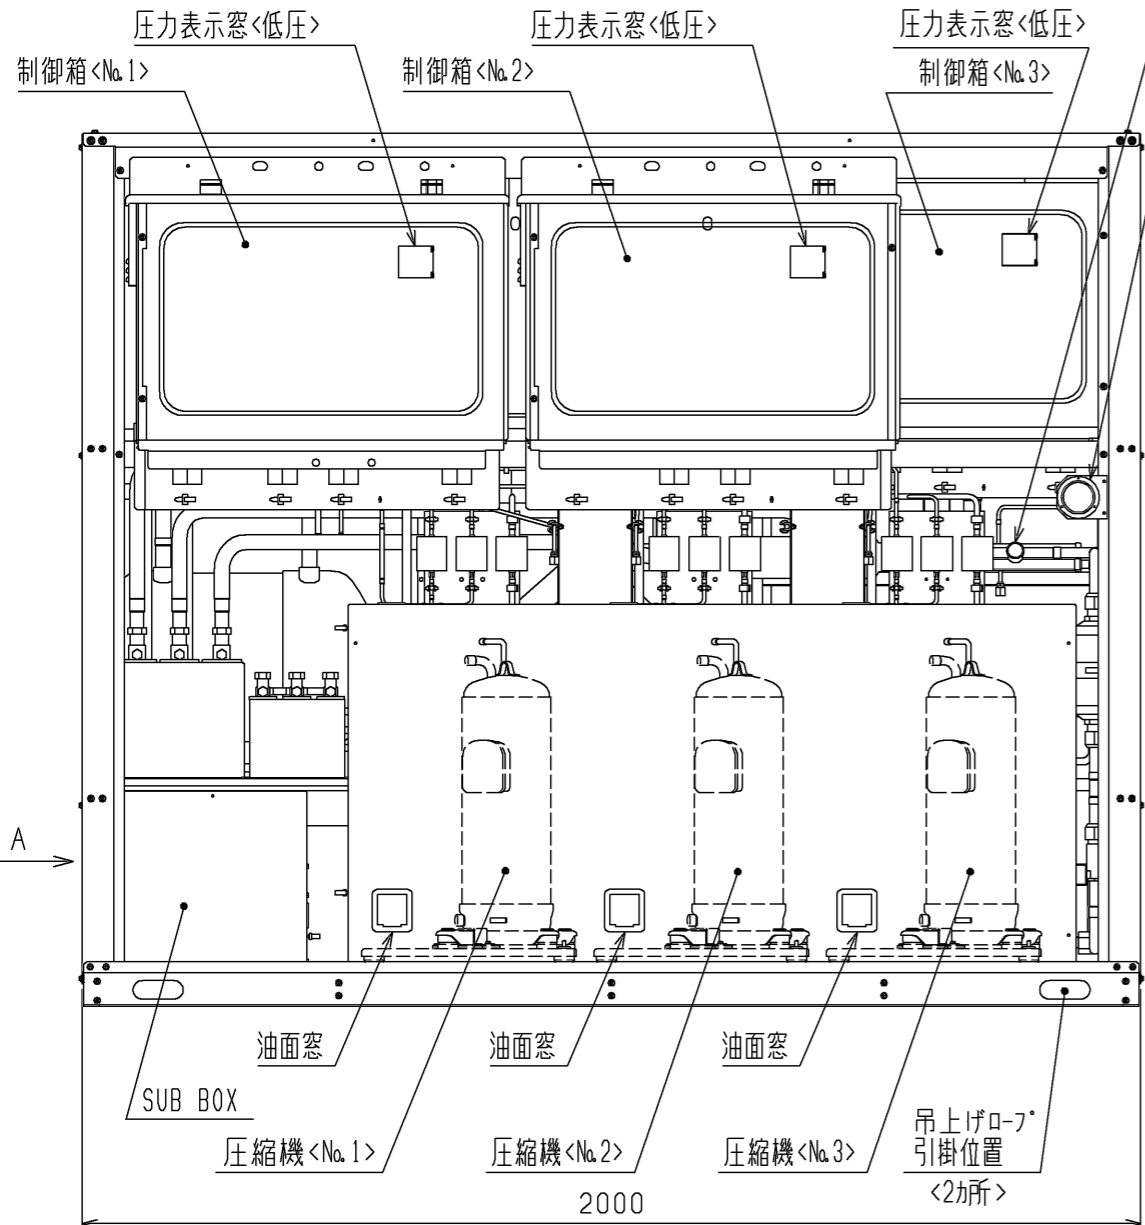 圧力表示窓<低圧>
圧力表示窓<低圧>
圧力表示窓<低圧>
制御箱<No.1>
制御箱<No.2>
制御箱<No.3>
A
油面窓
油面窓
油面窓
SUB BOX
圧縮機<No.1>
圧縮機<No.2>
圧縮機<No.3>
吊上げロープ
引掛位置
<2カ所>
2000